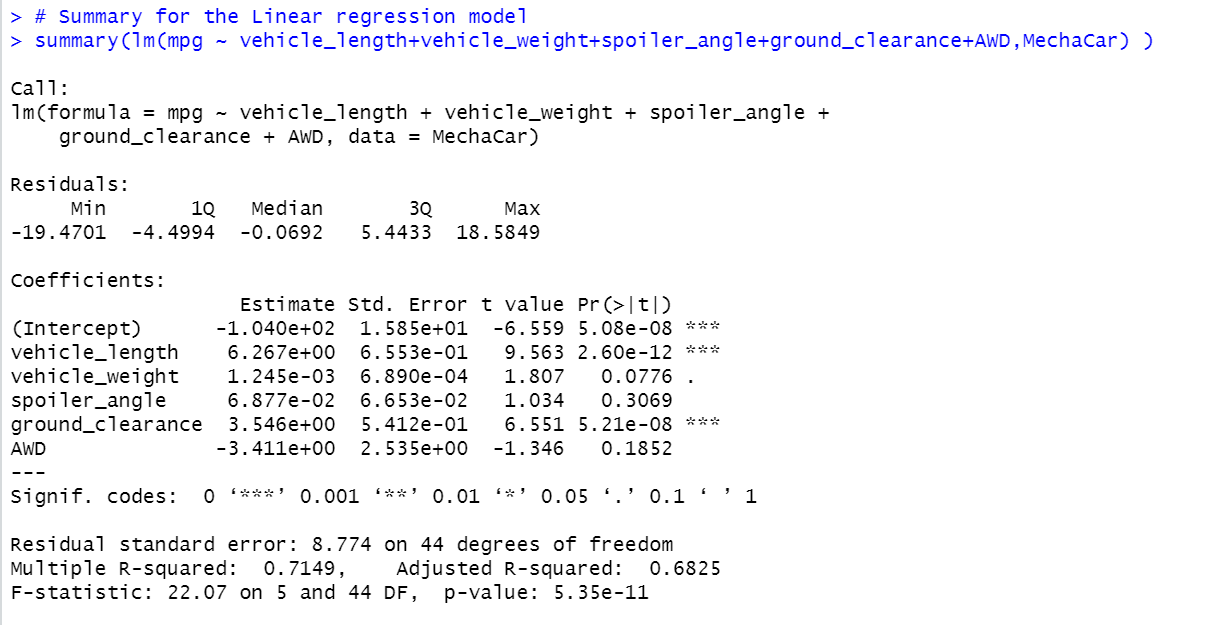 > # Summary for the Linear regression model
> summary(lm(mpg ~ vehicle_length+vehicle_weight+spoiler_angle+ground_clearance+AWD,MechaCar) )
Call:
lm(formula = mpg ~ vehicle_length + vehicle_weight + spoiler_angle +
    ground_clearance + AWD, data = MechaCar)
Residuals:
     Min       1Q   Median       3Q      Max
-19.4701  -4.4994  -0.0692   5.4433  18.5849
Coefficients:
                   Estimate Std. Error t value Pr(>|t|)
(Intercept)      -1.040e+02  1.585e+01  -6.559 5.08e-08 ***
vehicle_length    6.267e+00  6.553e-01   9.563 2.60e-12 ***
vehicle_weight    1.245e-03  6.890e-04   1.807   0.0776 .
spoiler_angle     6.877e-02  6.653e-02   1.034   0.3069
ground_clearance  3.546e+00  5.412e-01   6.551 5.21e-08 ***
AWD              -3.411e+00  2.535e+00  -1.346   0.1852
---
Signif. codes:  0 ‘***’ 0.001 ‘**’ 0.01 ‘*’ 0.05 ‘.’ 0.1 ‘ ’ 1
Residual standard error: 8.774 on 44 degrees of freedom
Multiple R-squared:  0.7149,    Adjusted R-squared:  0.6825
F-statistic: 22.07 on 5 and 44 DF,  p-value: 5.35e-11